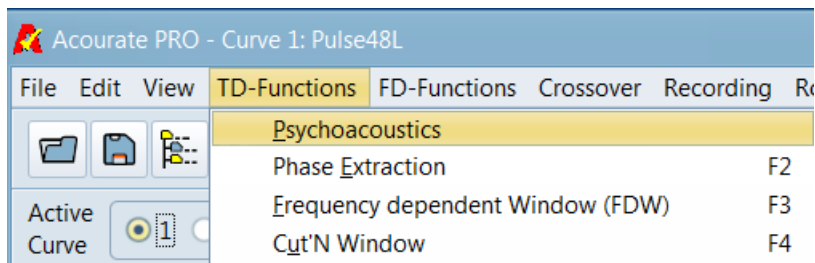 Acourate PRO - Curve 1: Pulse48L
File Edit View TD-Functions FD-Functions Crossover Recording
Psychoacoustics
Phase Extraction F2
Frequency dependent Window (FDW) F3
Active
Curve 1
Cut'N Window F4